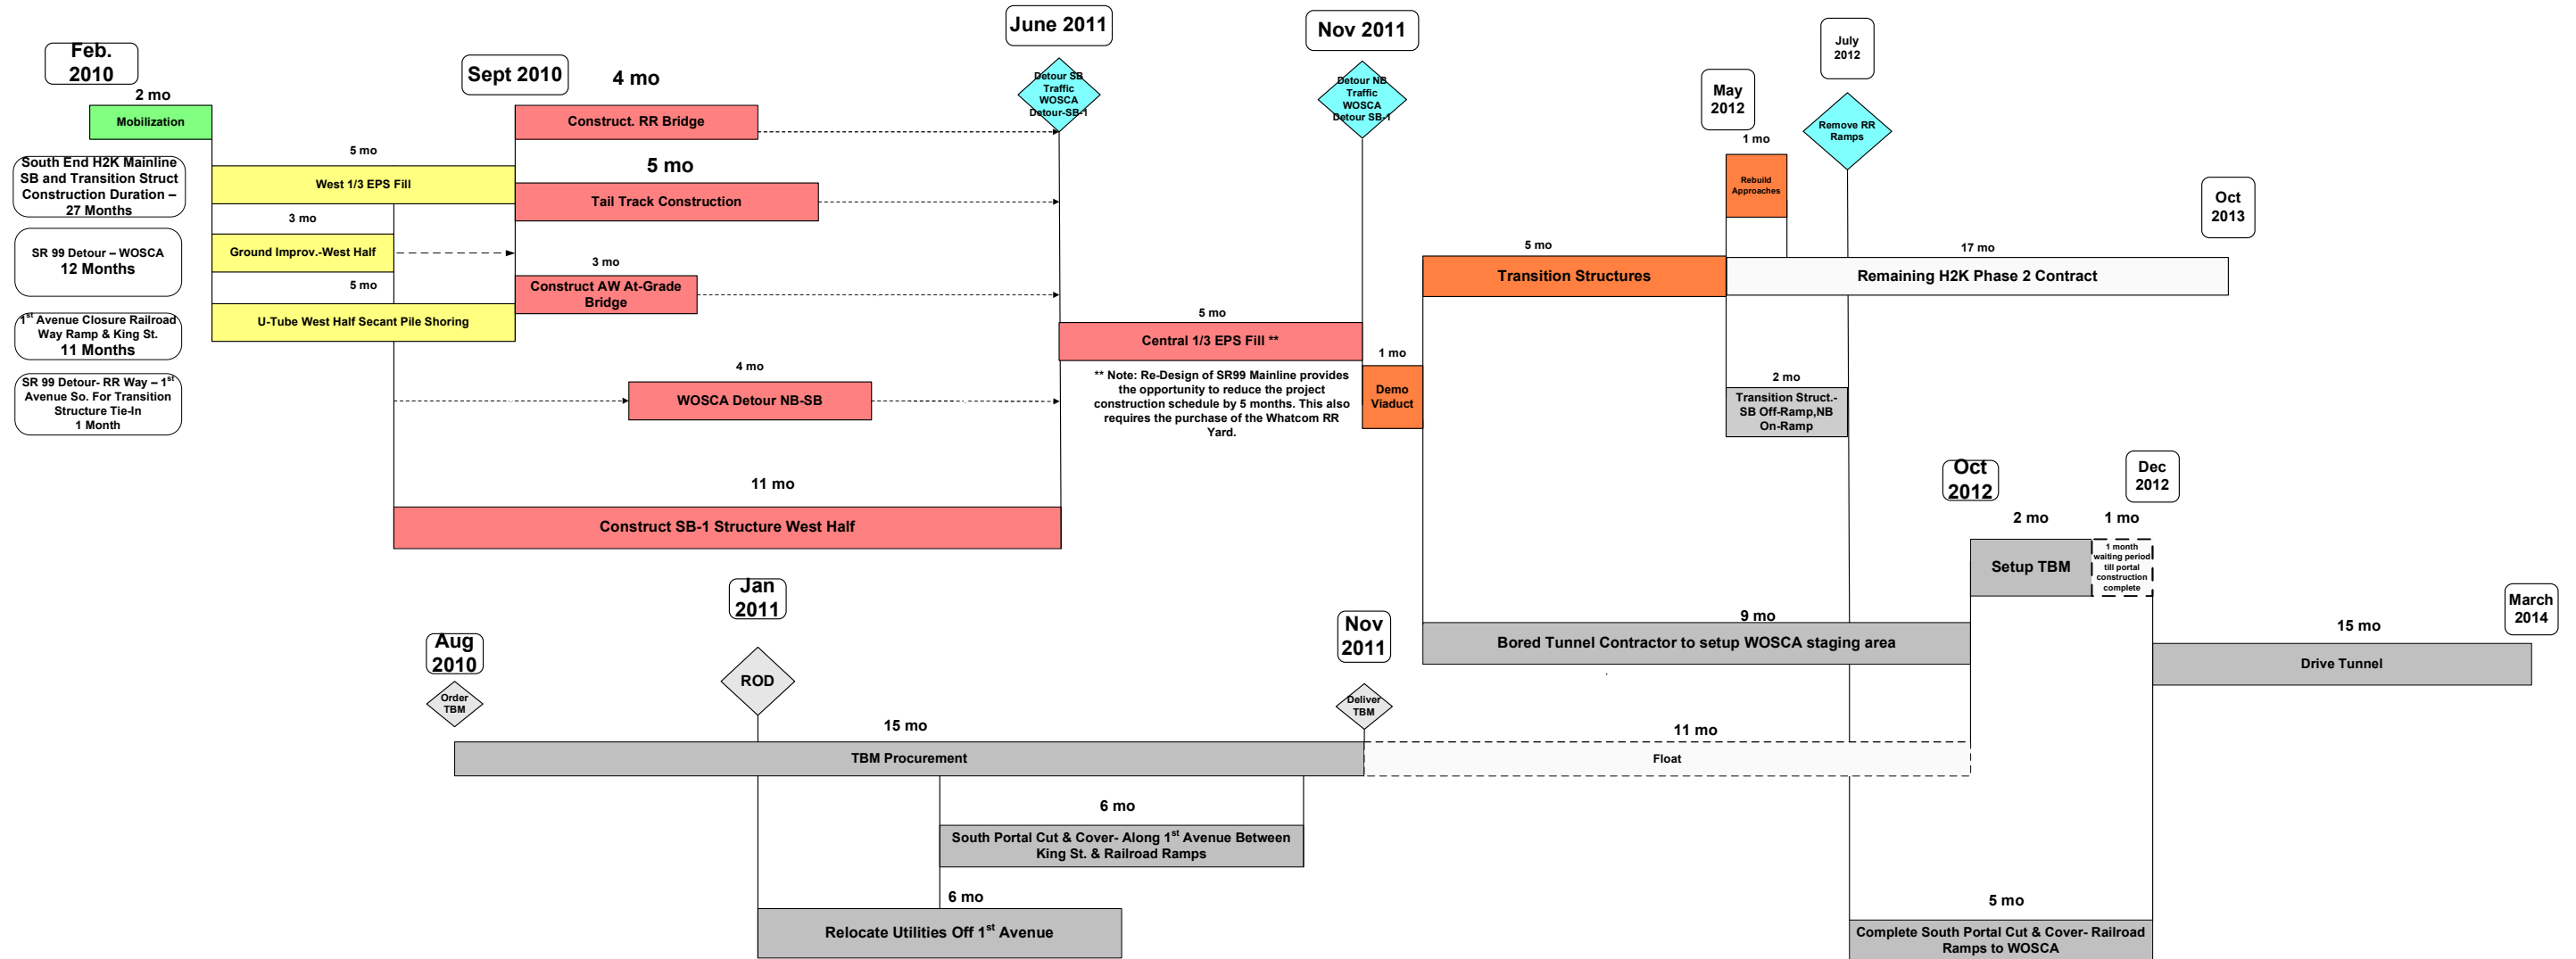 Feb.
2010
2 mo
Mobilization
South End H2K Mainline
SB and Transition Struct
Construction Duration –
27 Months
SR 99 Detour – WOSCA
12 Months
1st Avenue Closure Railroad
Way Ramp & King St.
11 Months
SR 99 Detour- RR Way – 1st
Avenue So. For Transition
Structure Tie-In
1 Month
5 mo
West 1/3 EPS Fill
3 mo
Ground Improv.-West Half
5 mo
U-Tube West Half Secant Pile Shoring
Sept 2010
4 mo
Construct. RR Bridge
5 mo
Tail Track Construction
3 mo
Construct AW At-Grade
Bridge
4 mo
WOSCA Detour NB-SB
11 mo
Construct SB-1 Structure West Half
June 2011
Detour SB
Traffic
WOSCA
Detour-SB-1
5 mo
Central 1/3 EPS Fill **
** Note: Re-Design of SR99 Mainline provides
the opportunity to reduce the project
construction schedule by 5 months. This also
requires the purchase of the Whatcom RR
Yard.
Nov 2011
Detour NB
Traffic
WOSCA
Detour SB-1
1 mo
Demo
Viaduct
5 mo
Transition Structures
May
2012
1 mo
Rebuild
Approaches
July
2012
Remove RR
Ramps
17 mo
Remaining H2K Phase 2 Contract
Oct
2013
2 mo
Transition Struct.-
SB Off-Ramp,NB
On-Ramp
Oct
2012
Dec
2012
2 mo
Setup TBM
1 mo
1 month
waiting period
till portal
construction
complete
Aug
2010
Order
TBM
Jan
2011
ROD
15 mo
TBM Procurement
Nov
2011
Deliver
TBM
9 mo
Bored Tunnel Contractor to setup WOSCA staging area
11 mo
Float
15 mo
Drive Tunnel
March
2014
6 mo
South Portal Cut & Cover- Along 1st Avenue Between
King St. & Railroad Ramps
6 mo
Relocate Utilities Off 1st Avenue
5 mo
Complete South Portal Cut & Cover- Railroad
Ramps to WOSCA